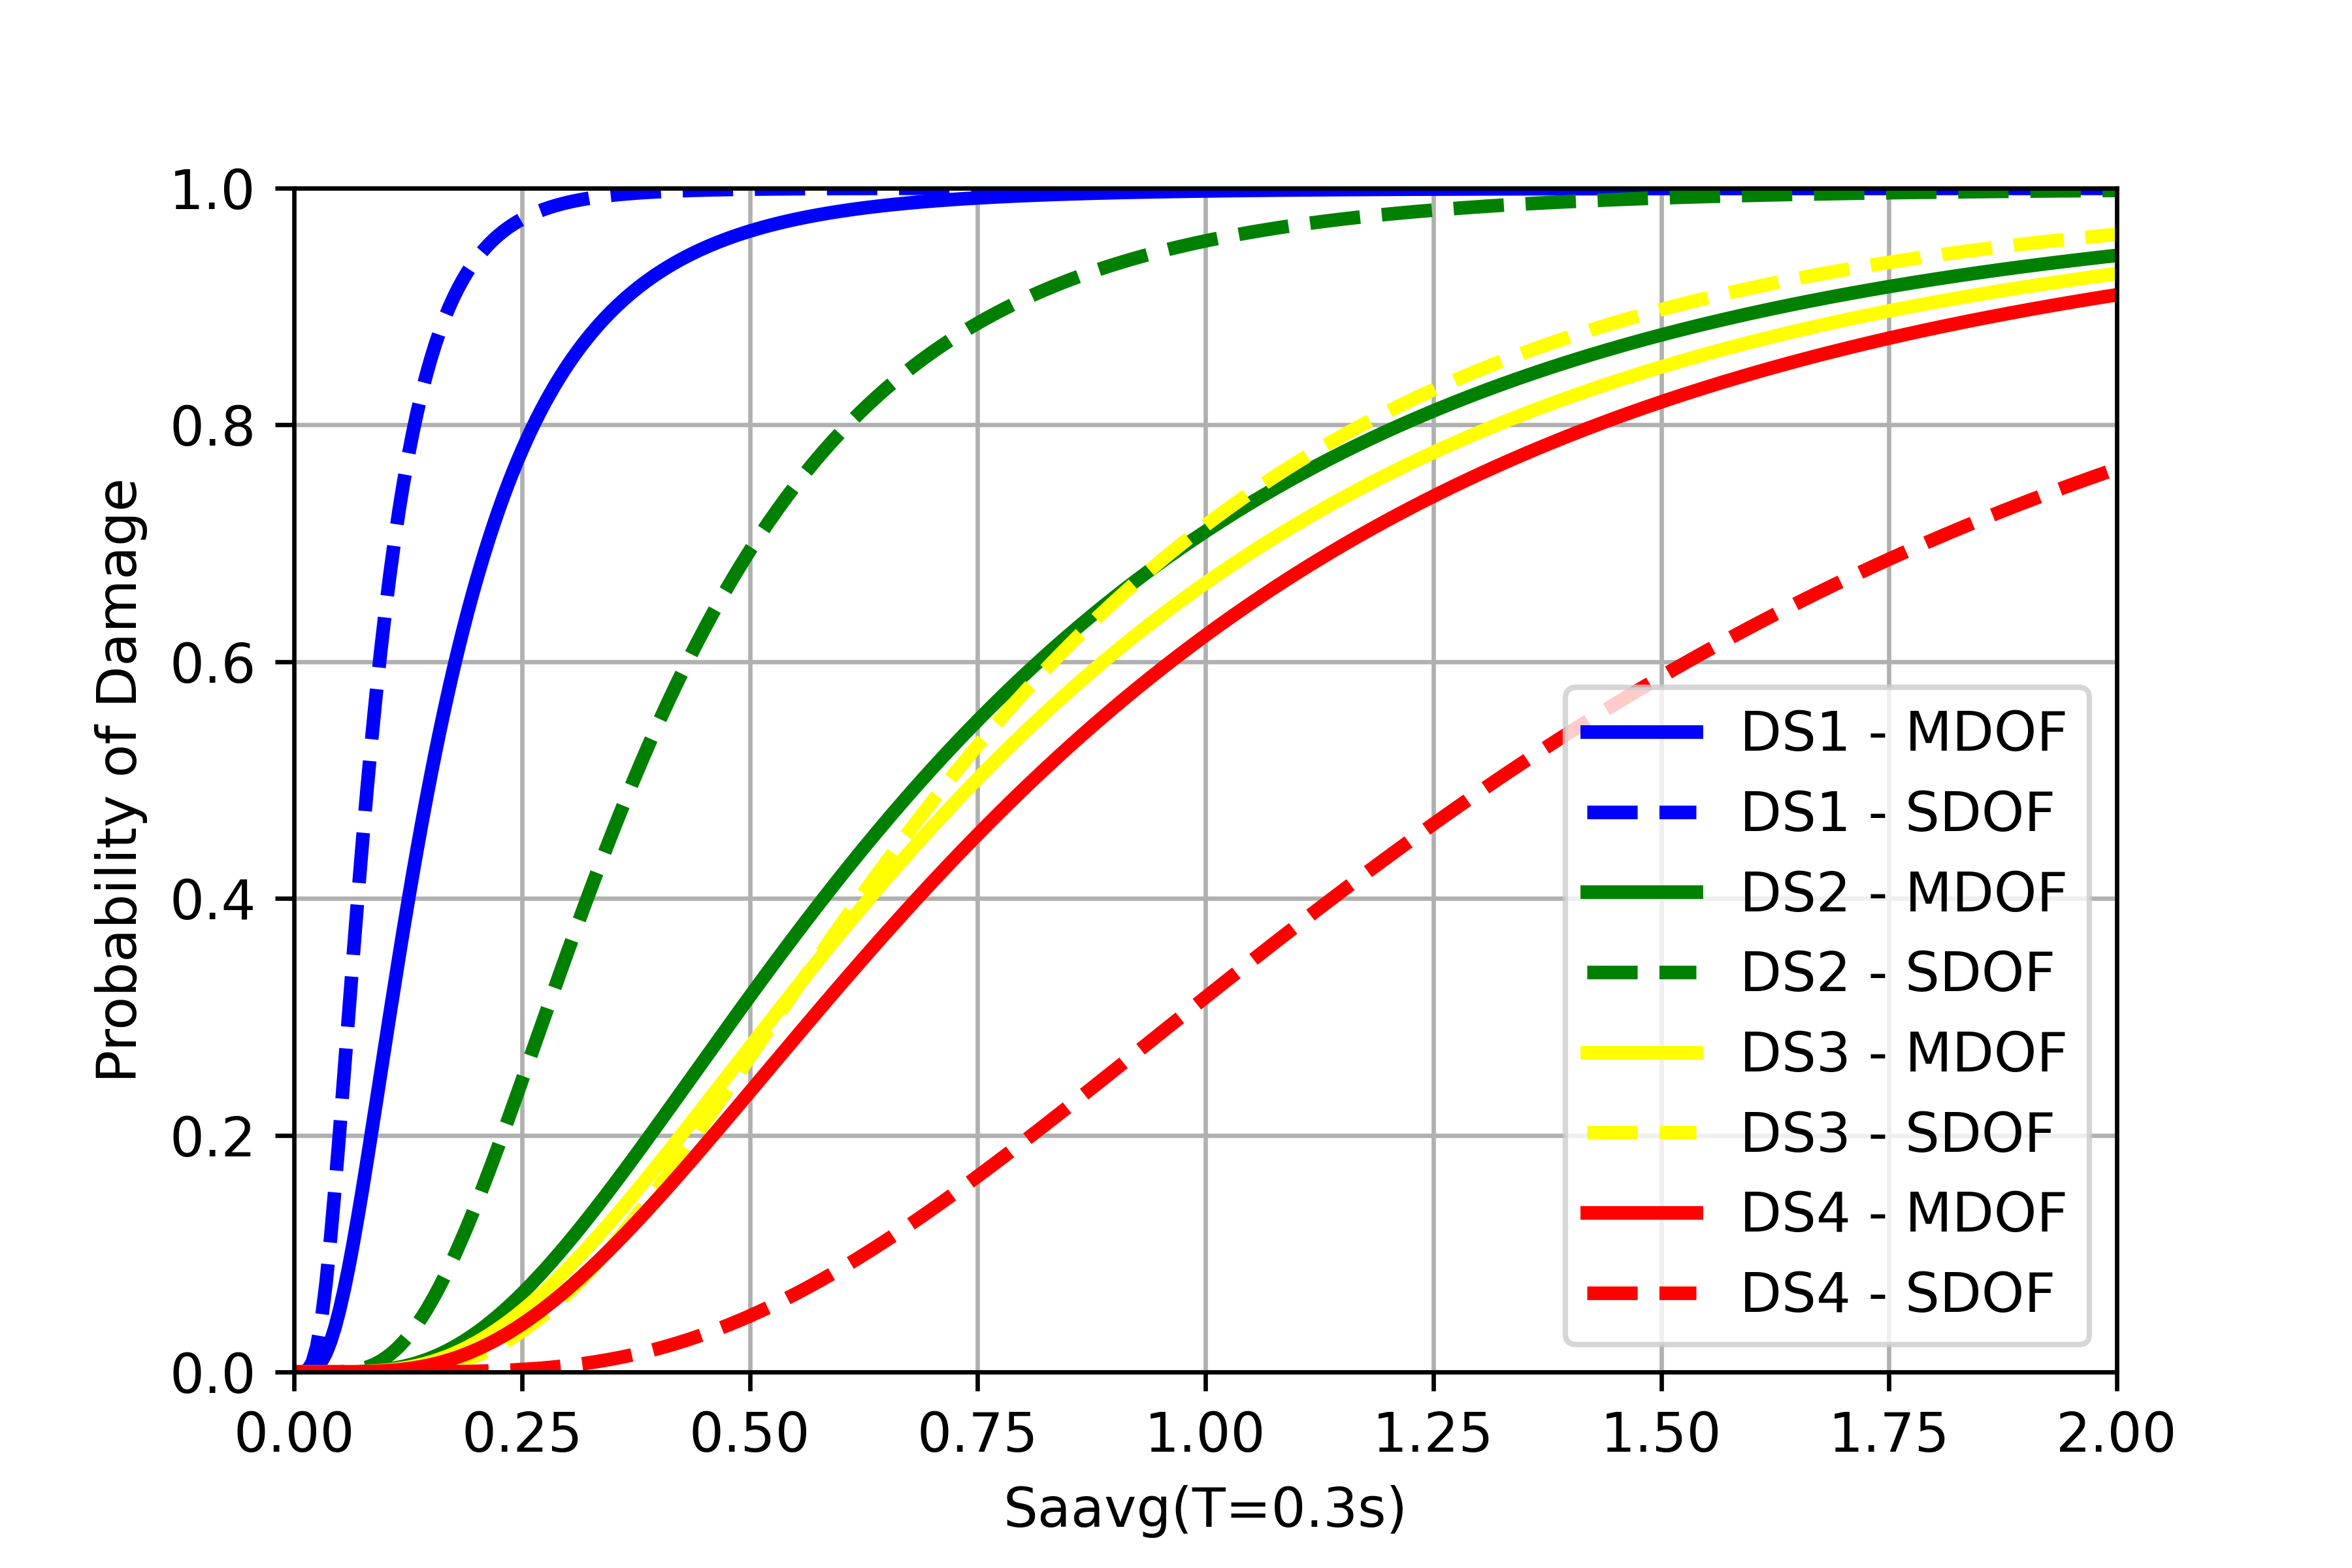 Probability of Damage
1.0
0.8
0.6
0.4
0.2
0.0
0.00 0.25 0.50 0.75 1.00 1.25 1.50 1.75 2.00
Saavg(T=0.3s)
DS1 - MDOF
DS1 - SDOF
DS2 - MDOF
DS2 - SDOF
DS3 - MDOF
DS3 - SDOF
DS4 - MDOF
DS4 - SDOF